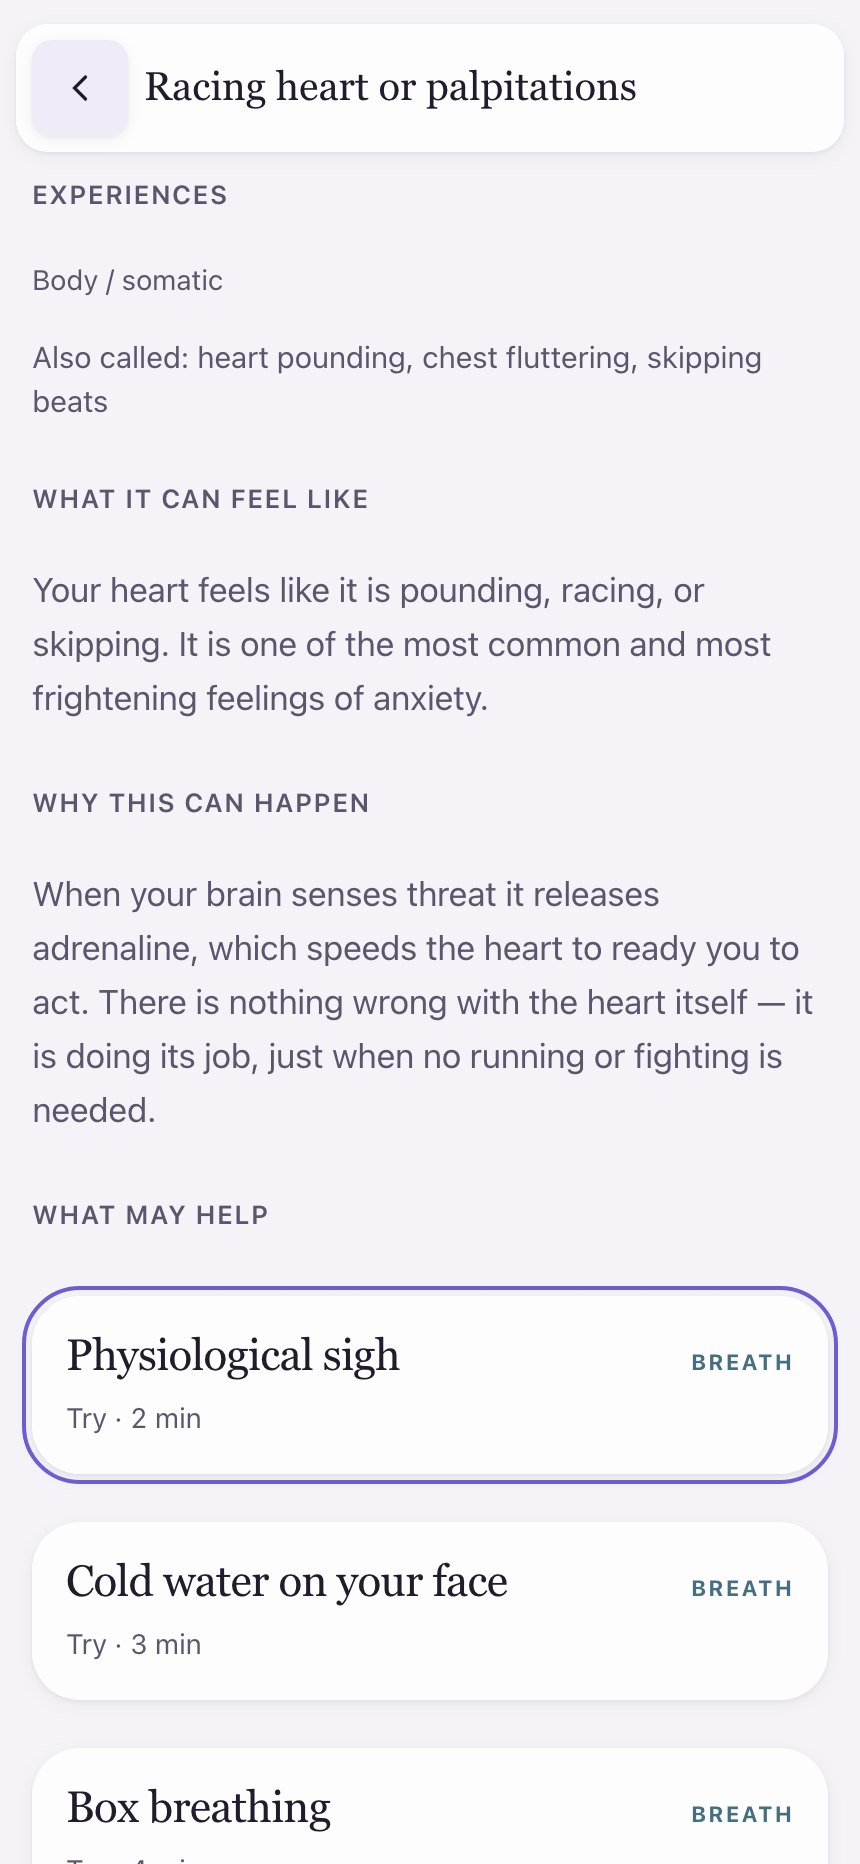 Racing heart or palpitations
EXPERIENCES
Body / somatic
Also called: heart pounding, chest fluttering, skipping
beats
WHAT IT CAN FEEL LIKE
Your heart feels like it is pounding, racing, or
skipping. It is one of the most common and most
frightening feelings of anxiety.
WHY THIS CAN HAPPEN
When your brain senses threat it releases
adrenaline, which speeds the heart to ready you to
act. There is nothing wrong with the heart itself — it
is doing its job, just when no running or fighting is
needed.
WHAT MAY HELP
Physiological sigh
BREATH
Try · 2 min
Cold water on your face
BREATH
Try · 3 min
Box breathing
BREATH